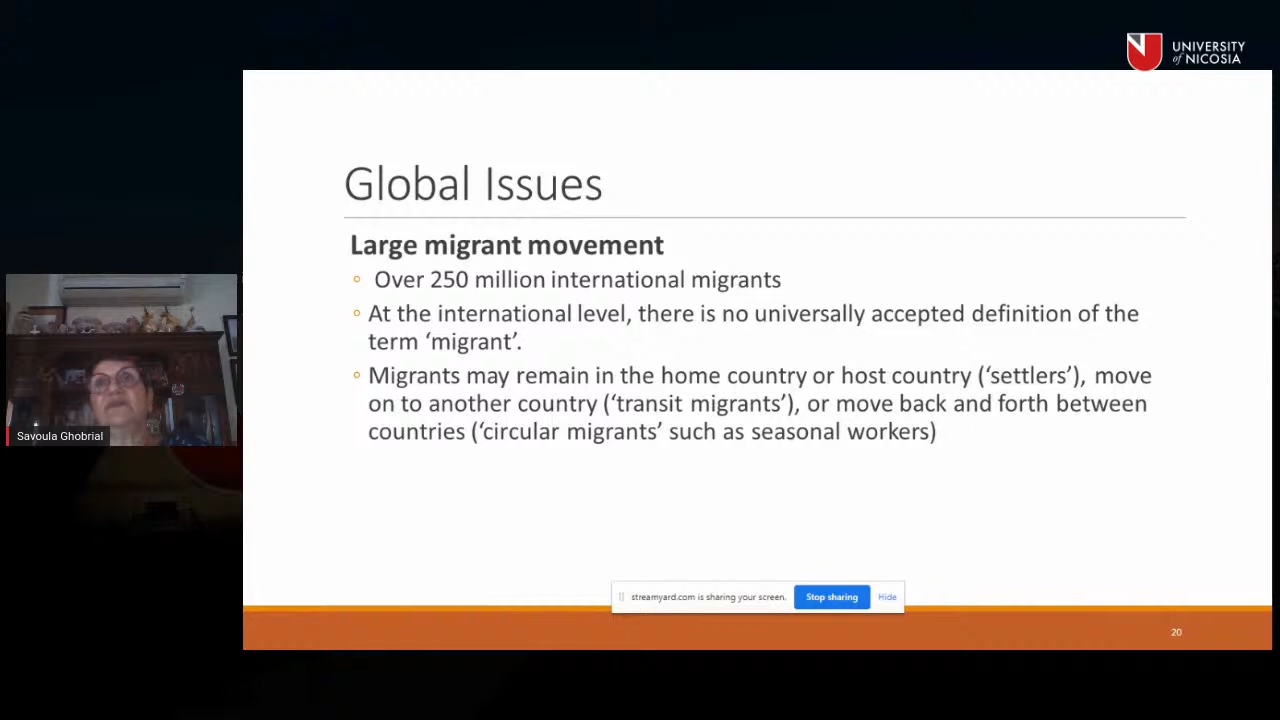 UNIVERSITY
of NICOSIA
Global Issues
Large migrant movement
Over 250 million international migrants
At the international level, there is no universally accepted definition of the
term ‘migrant’.
Migrants may remain in the home country or host country (‘settlers’), move
on to another country (‘transit migrants’), or move back and forth between
countries (‘circular migrants’ such as seasonal workers)
Savoula Ghobrial
streamyard.com is sharing your screen. Stop sharing Hide
20